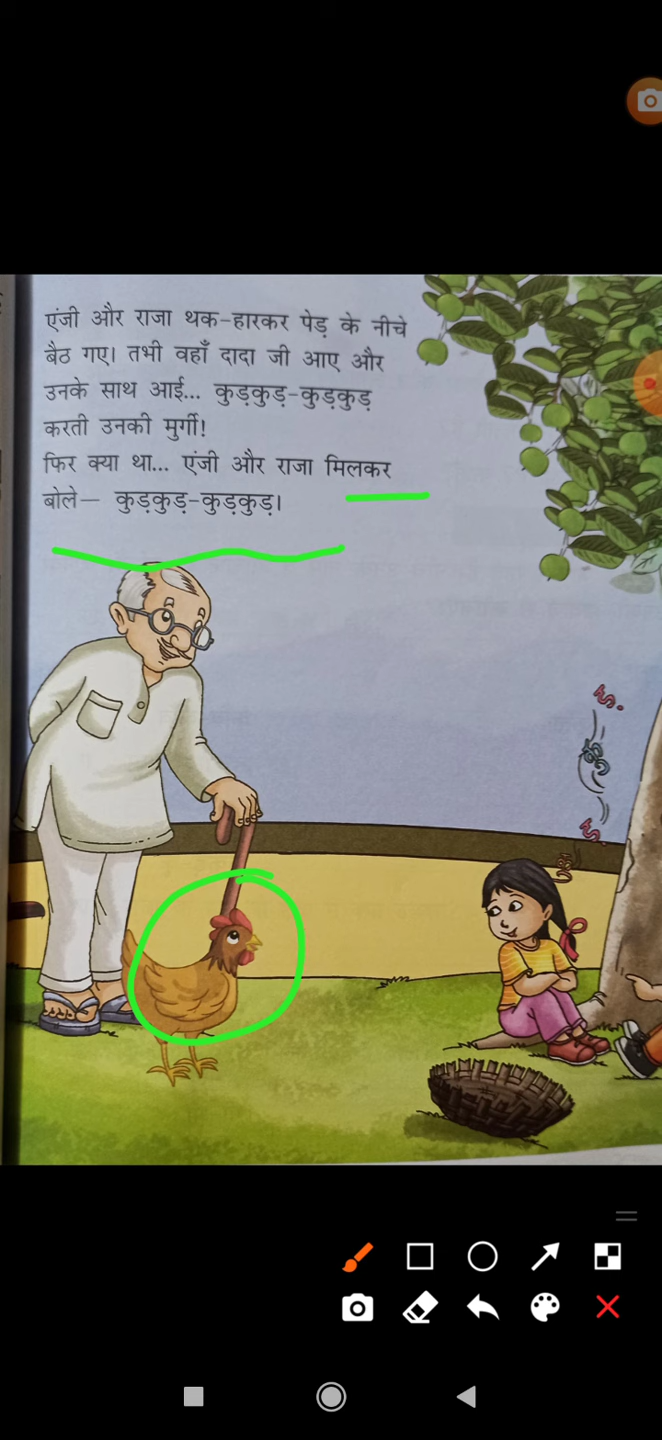 एंजी और राजा थक-हारकर पेड़ के नीचे
बैठ गए। तभी वहाँ दादा जी आए और
उनके साथ आई... कुड़कुड़-कुड़कुड़
करती उनकी मुर्गी!
फिर क्या था... एंजी और राजा मिलकर
बोले— कुड़कुड़-कुड़कुड़।